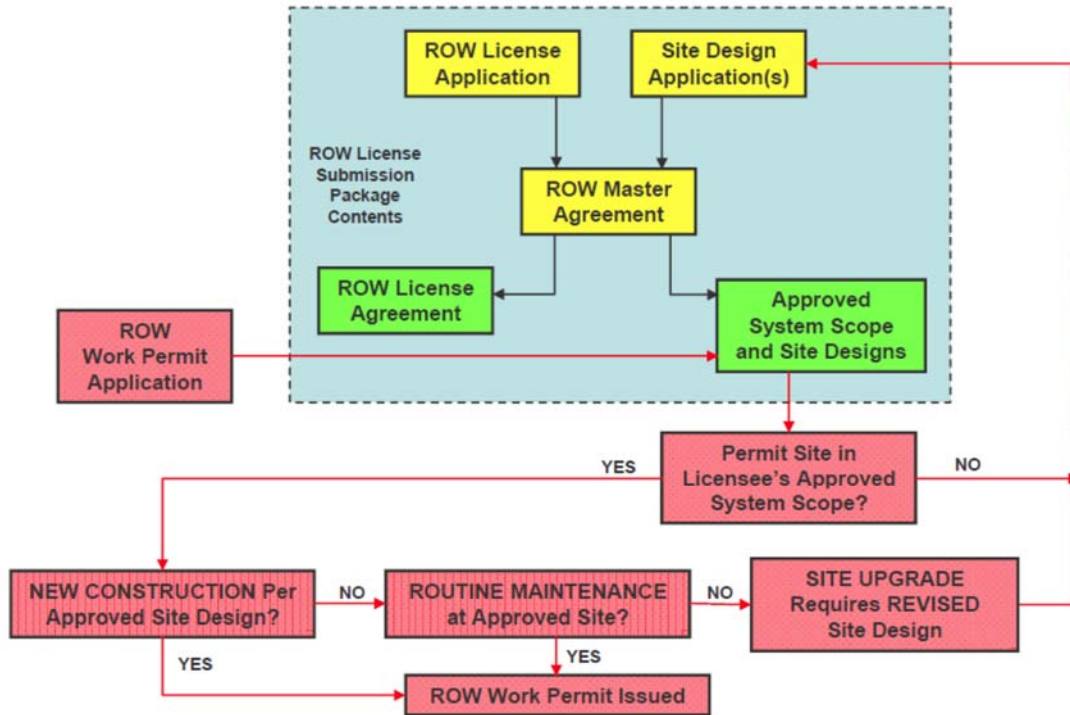 ROW License
Application
Site Design
Application(s)
ROW License
Submission
Package
Contents
ROW Master
Agreement
ROW License
Agreement
Approved
System Scope
and Site Designs
ROW
Work Permit
Application
Permit Site in
Licensee's Approved
System Scope?
YES
NO
NEW CONSTRUCTION Per
Approved Site Design?
NO
ROUTINE MAINTENANCE
at Approved Site?
NO
SITE UPGRADE
Requires REVISED
Site Design
YES
YES
ROW Work Permit Issued